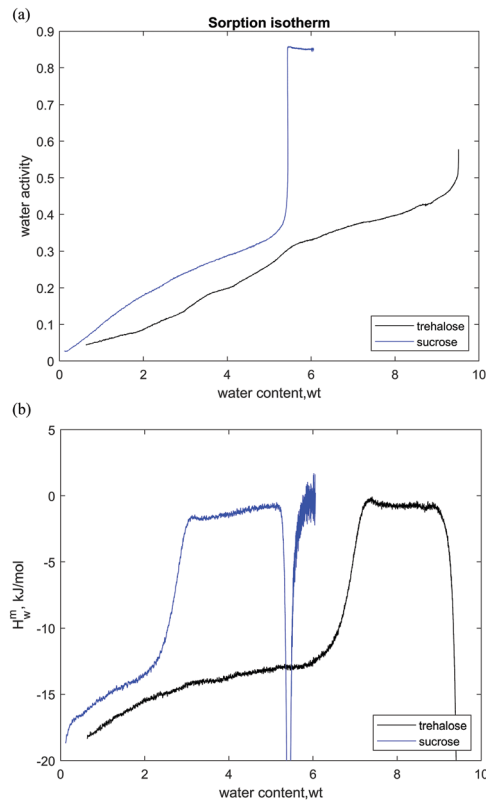 (a)
Sorption isotherm
0.9
0.8
0.7
0.6
0.5
0.4
0.3
0.2
0.1
0
water activity
0 2 4 6 8 10
water content,wt
trehalose
sucrose
(b)
5
0
-5
-10
-15
-20
H_w^m, kJ/mol
0 2 4 6 8 10
water content,wt
trehalose
sucrose